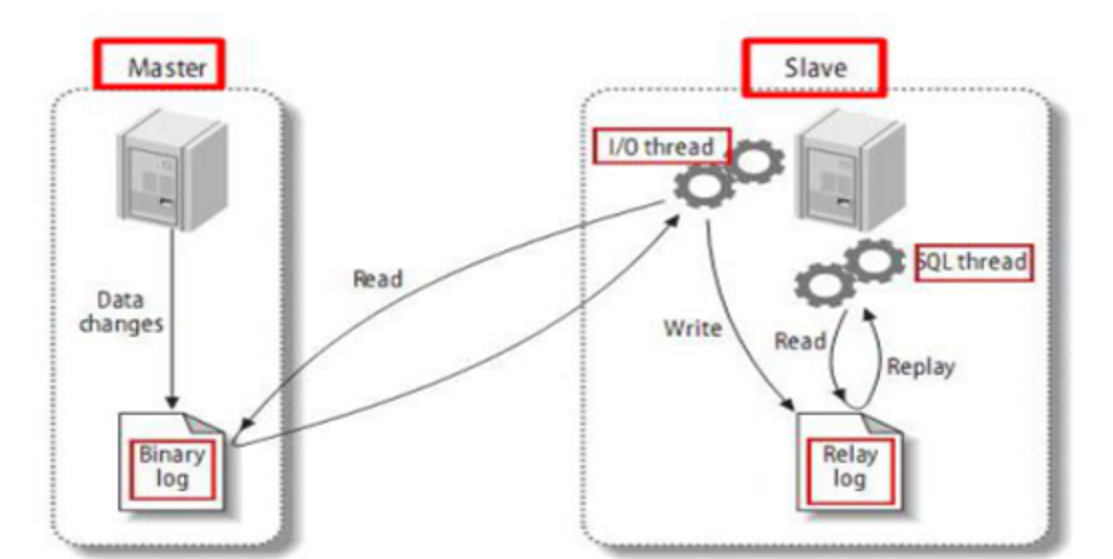 Master
Slave
I/O thread
SQL thread
Read
Data
changes
Write
Read
Replay
Binary
log
Relay
log